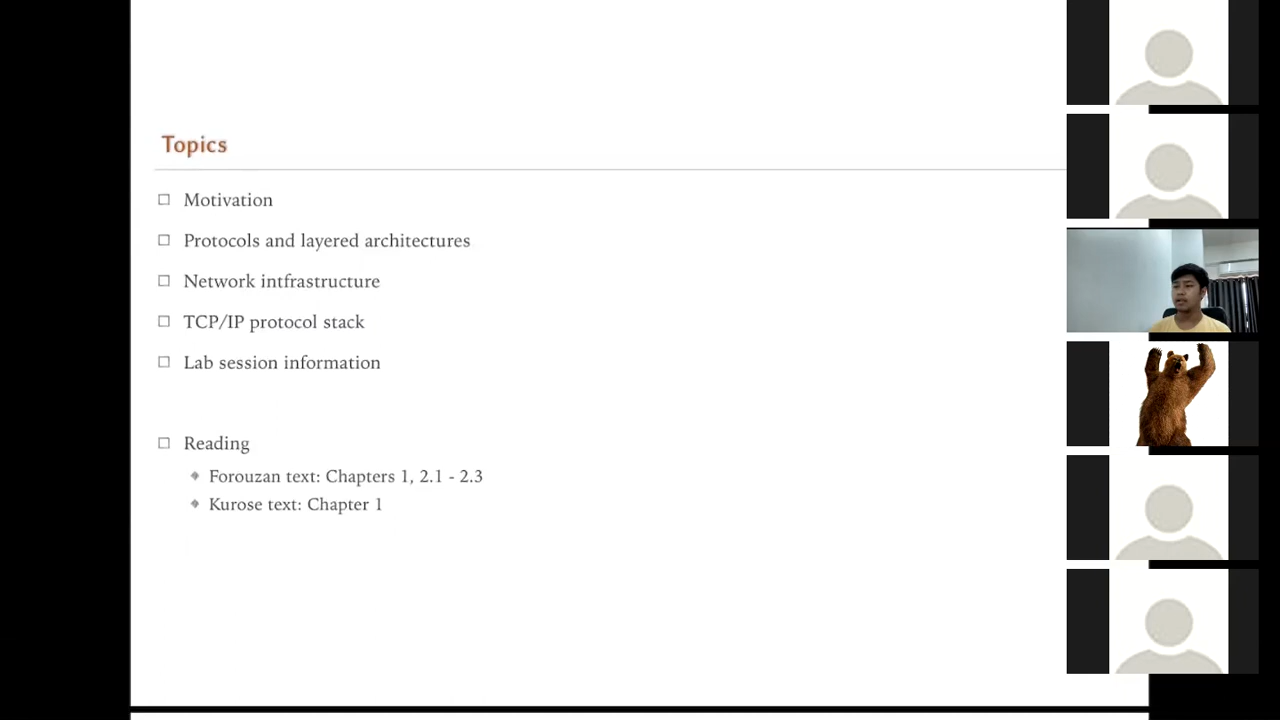 Topics
Motivation
Protocols and layered architectures
Network intfrastructure
TCP/IP protocol stack
Lab session information
Reading
Forouzan text: Chapters 1, 2.1 - 2.3
Kurose text: Chapter 1